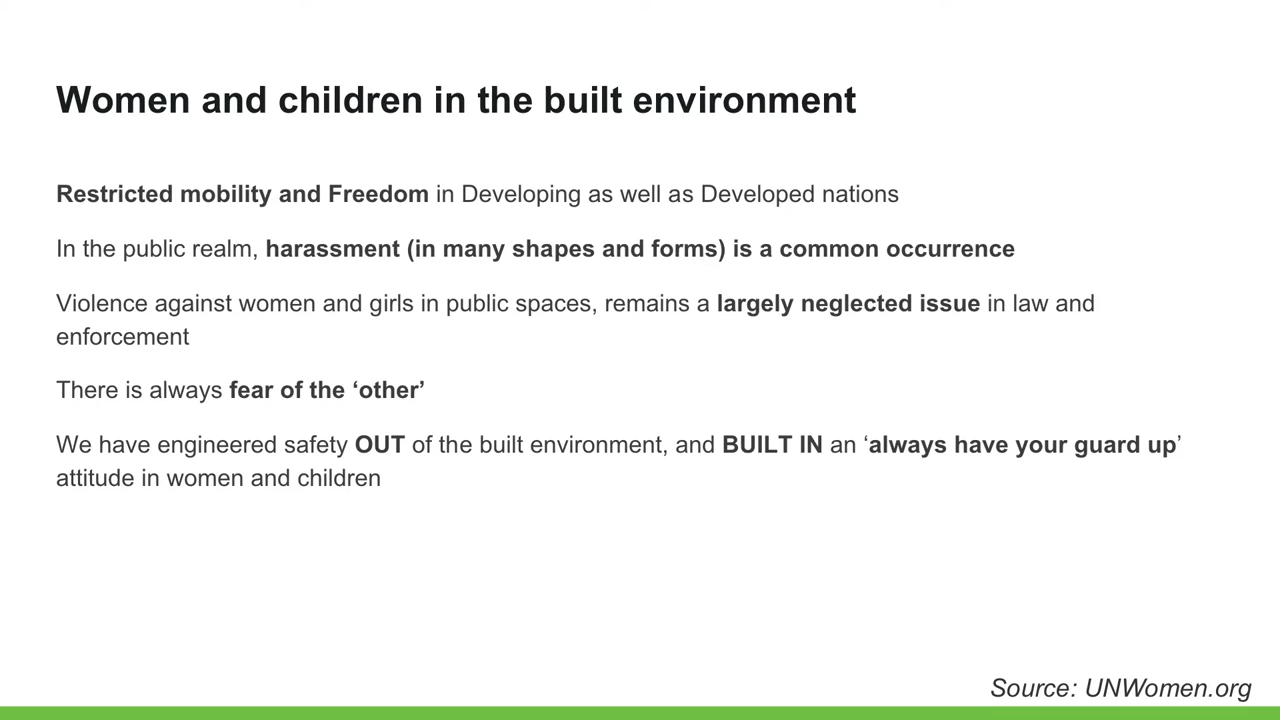 Women and children in the built environment
Restricted mobility and Freedom in Developing as well as Developed nations
In the public realm, harassment (in many shapes and forms) is a common occurrence
Violence against women and girls in public spaces, remains a largely neglected issue in law and
enforcement
There is always fear of the ‘other’
We have engineered safety OUT of the built environment, and BUILT IN an ‘always have your guard up’
attitude in women and children
Source: UNWomen.org